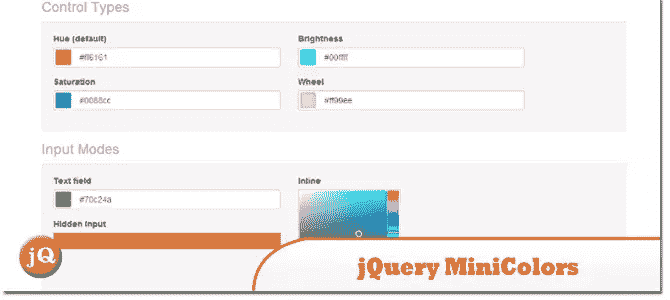 Control Types
Hue (default)
#ff6161
Brightness
#00ffff
Saturation
#0088cc
Wheel
#ff99ee
Input Modes
Text field
#70c24a
Inline
Hidden Input
jQ
jQuery MiniColors